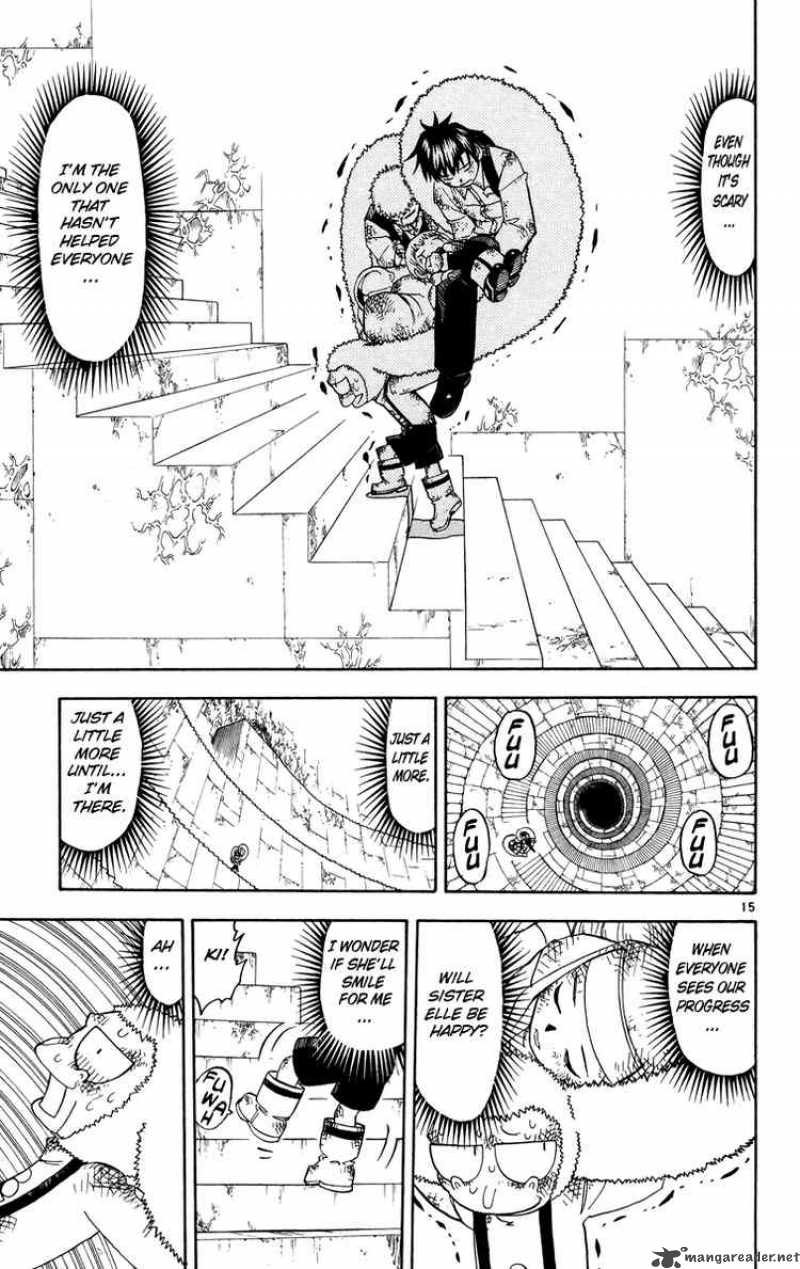 EVEN
THOUGH
IT'S
SCARY
...
I'M THE
ONLY ONE
THAT
HASN'T
HELPED
EVERYONE
...
FUU
FUU
FUU
FUU
JUST A
LITTLE
MORE.
JUST A
LITTLE
MORE
UNTIL...
I'M
THERE.
15
WHEN
EVERYONE
SEES OUR
PROGRESS
...
WILL
SISTER
ELLE BE
HAPPY?
I WONDER
IF SHE'LL
SMILE
FOR ME
...
KI!!
FUWAH
AH
...
mangareader.net